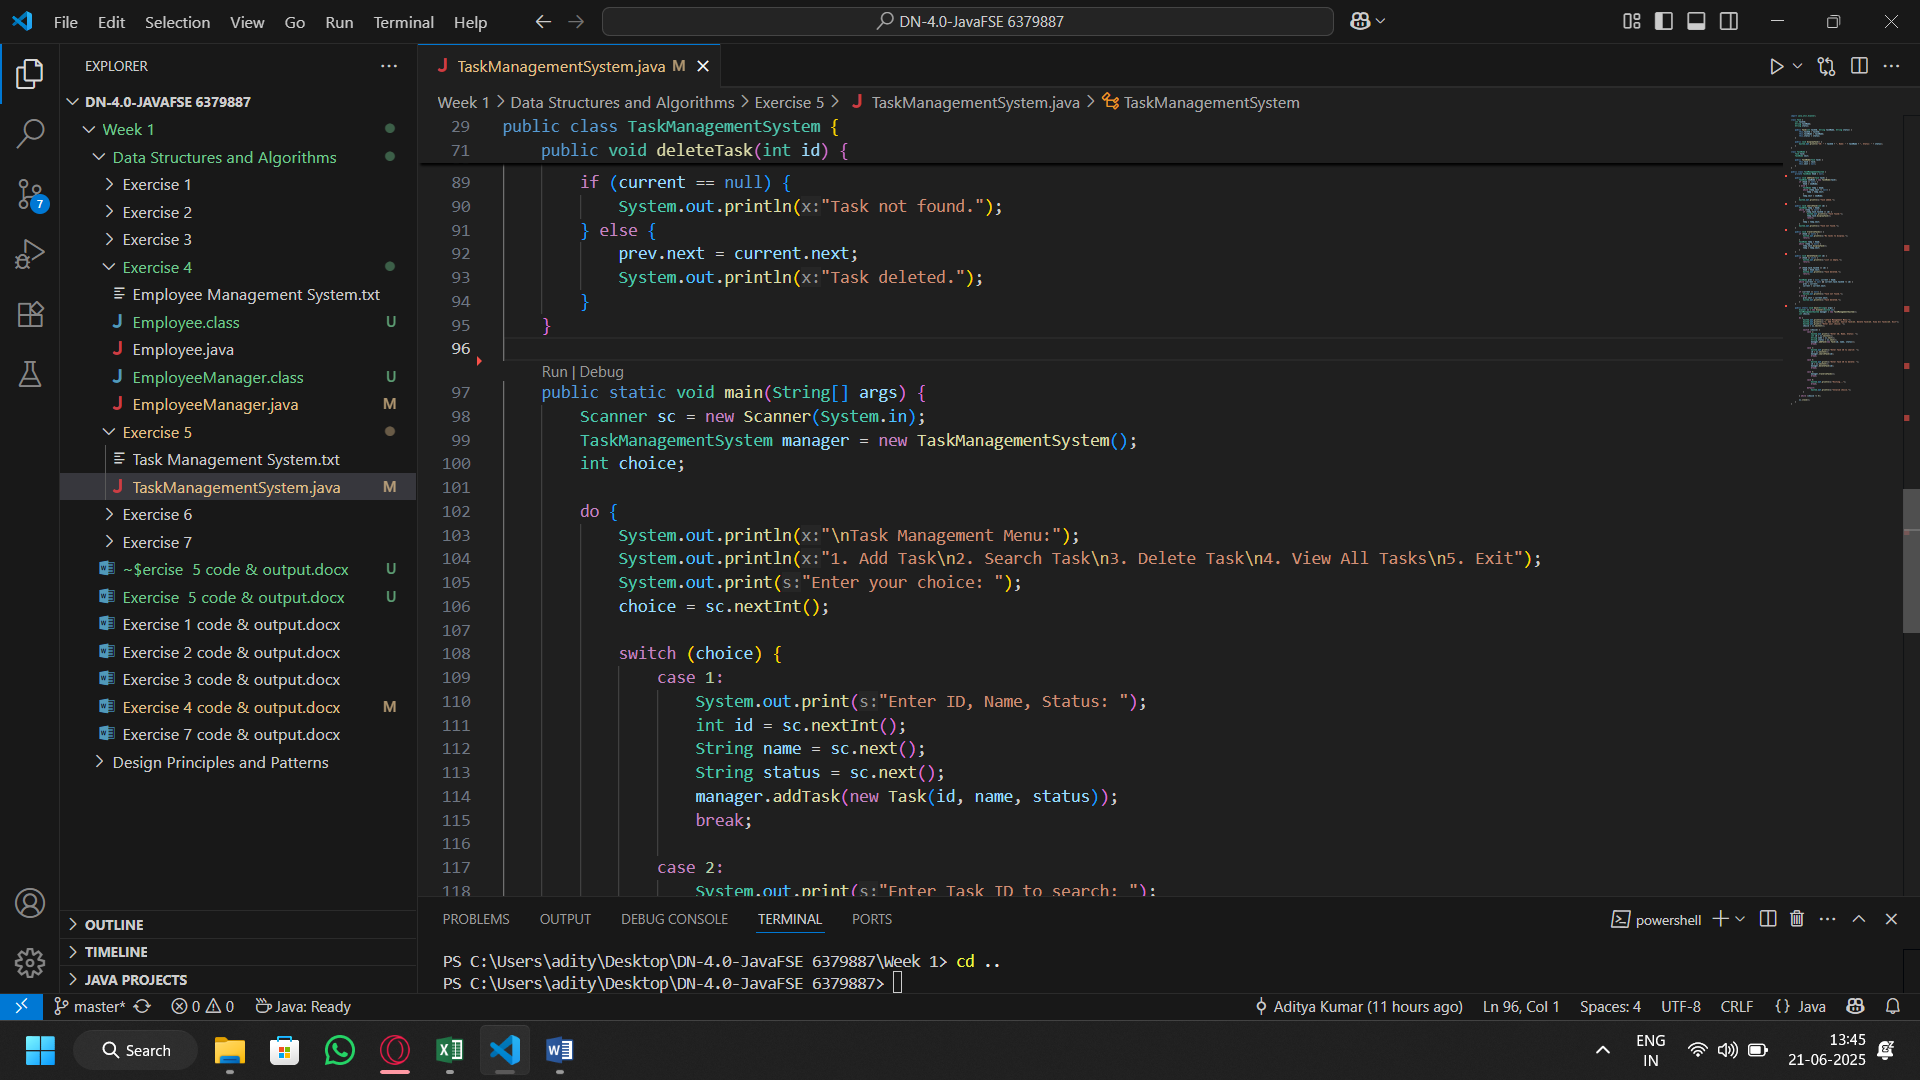 File Edit Selection View Go Run Terminal Help
DN-4.0-JavaFSE 6379887
EXPLORER
DN-4.0-JAVAFSE 6379887
Week 1
Data Structures and Algorithms
Exercise 1
Exercise 2
Exercise 3
Exercise 4
Employee Management System.txt
Employee.class U
Employee.java
EmployeeManager.class U
EmployeeManager.java M
Exercise 5
Task Management System.txt
TaskManagementSystem.java M
Exercise 6
Exercise 7
~$ercise  5 code & output.docx U
Exercise  5 code & output.docx U
Exercise 1 code & output.docx
Exercise 2 code & output.docx
Exercise 3 code & output.docx
Exercise 4 code & output.docx M
Exercise 7 code & output.docx
Design Principles and Patterns
OUTLINE
TIMELINE
JAVA PROJECTS
7
TaskManagementSystem.java M
Week 1 > Data Structures and Algorithms > Exercise 5 > TaskManagementSystem.java > TaskManagementSystem
29 public class TaskManagementSystem {
71 public void deleteTask(int id) {
89 if (current == null) {
90 System.out.println(x:"Task not found.");
91 } else {
92 prev.next = current.next;
93 System.out.println(x:"Task deleted.");
94 }
95 }
96
Run | Debug
97 public static void main(String[] args) {
98 Scanner sc = new Scanner(System.in);
99 TaskManagementSystem manager = new TaskManagementSystem();
100 int choice;
101
102 do {
103 System.out.println(x:"\nTask Management Menu:");
104 System.out.println(x:"1. Add Task\n2. Search Task\n3. Delete Task\n4. View All Tasks\n5. Exit");
105 System.out.print(s:"Enter your choice: ");
106 choice = sc.nextInt();
107
108 switch (choice) {
109 case 1:
110 System.out.print(s:"Enter ID, Name, Status: ");
111 int id = sc.nextInt();
112 String name = sc.next();
113 String status = sc.next();
114 manager.addTask(new Task(id, name, status));
115 break;
116
117 case 2:
118 System.out.print(s:"Enter Task ID to search: ");
PROBLEMS OUTPUT DEBUG CONSOLE TERMINAL PORTS
powershell
PS C:\Users\adity\Desktop\DN-4.0-JavaFSE 6379887\Week 1> cd ..
PS C:\Users\adity\Desktop\DN-4.0-JavaFSE 6379887>
master* 0 0 Java: Ready
Aditya Kumar (11 hours ago) Ln 96, Col 1 Spaces: 4 UTF-8 CRLF {} Java
Search
ENG
IN
13:45
21-06-2025